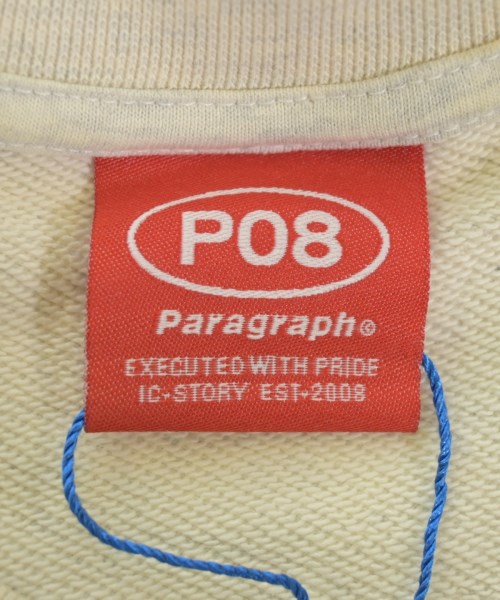 P08
Paragraph©
EXECUTED WITH PRIDE
IC+STORY EST+2008